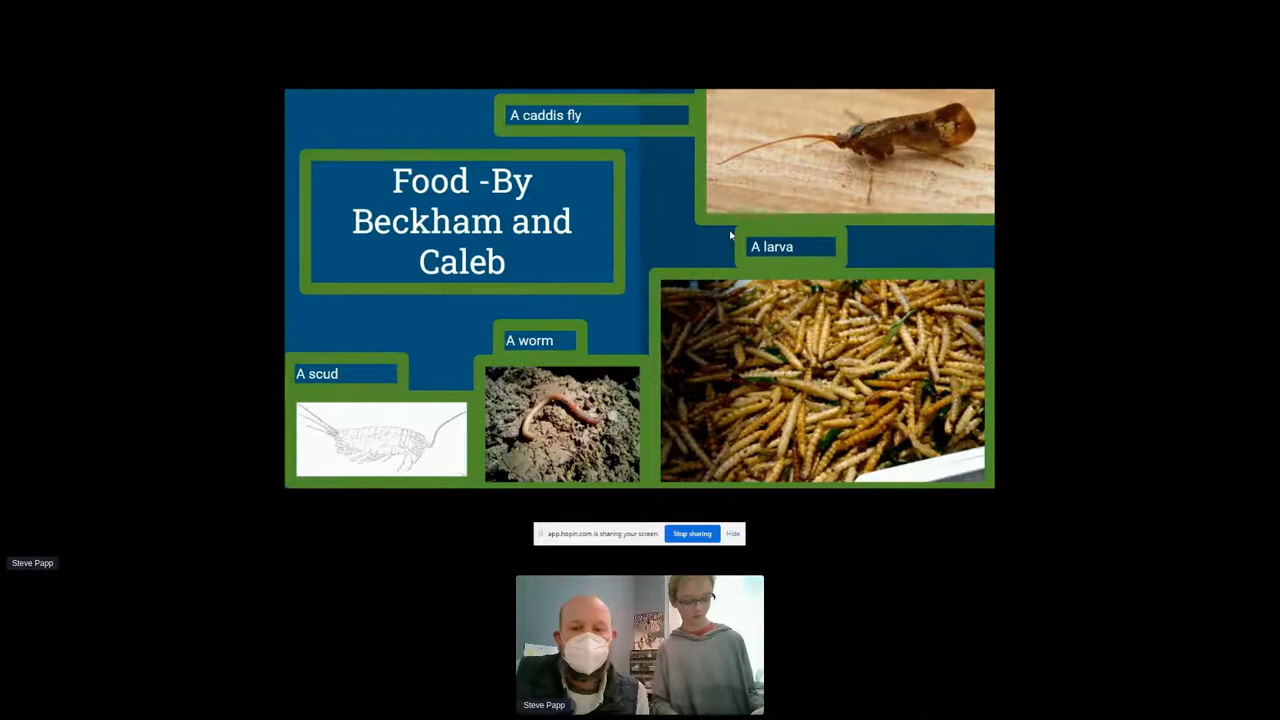 A caddis fly
Food -By
Beckham and
Caleb
A larva
A worm
A scud
app.hopin.com is sharing your screen.
Stop sharing
Hide
Steve Papp
Steve Papp